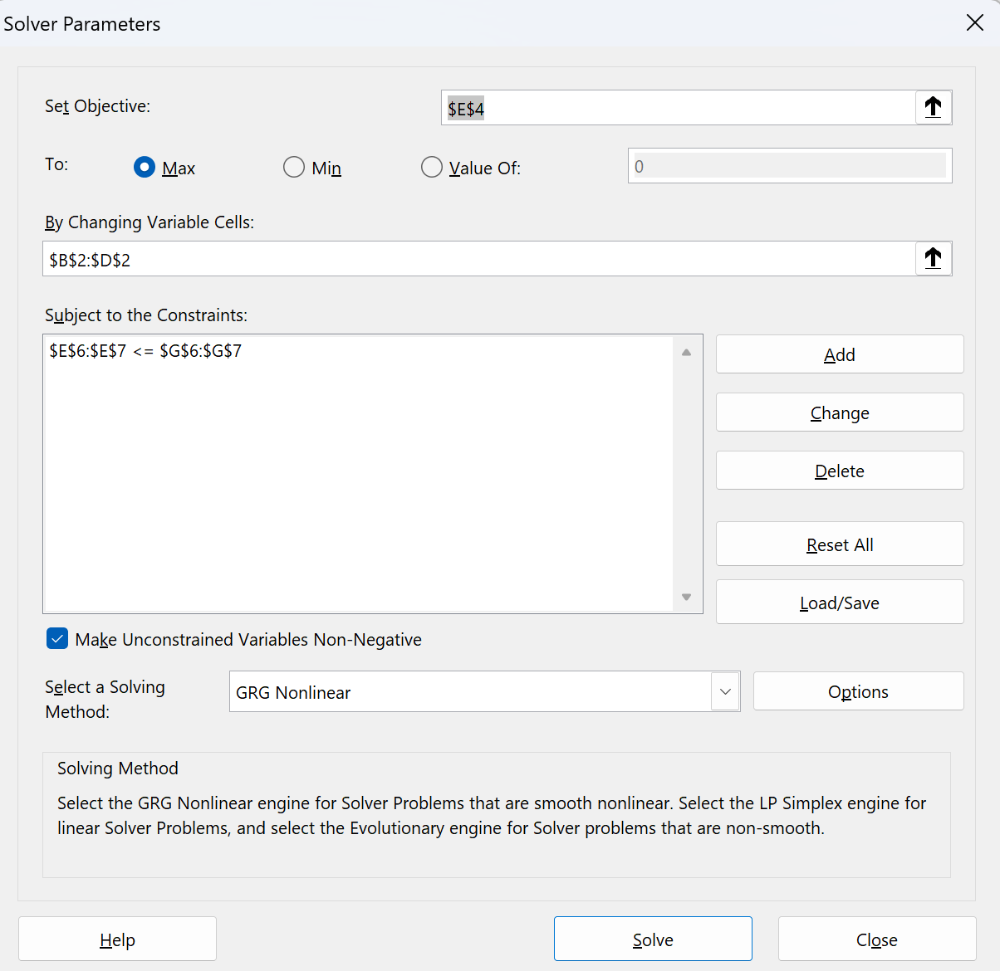 Solver Parameters
Set Objective:
$E$4
To:
Max
Min
Value Of:
0
By Changing Variable Cells:
$B$2:$D$2
Subject to the Constraints:
$E$6:$E$7 <= $G$6:$G$7
Add
Change
Delete
Reset All
Load/Save
Make Unconstrained Variables Non-Negative
Select a Solving
Method:
GRG Nonlinear
Options
Solving Method
Select the GRG Nonlinear engine for Solver Problems that are smooth nonlinear. Select the LP Simplex engine for
linear Solver Problems, and select the Evolutionary engine for Solver problems that are non-smooth.
Help
Solve
Close